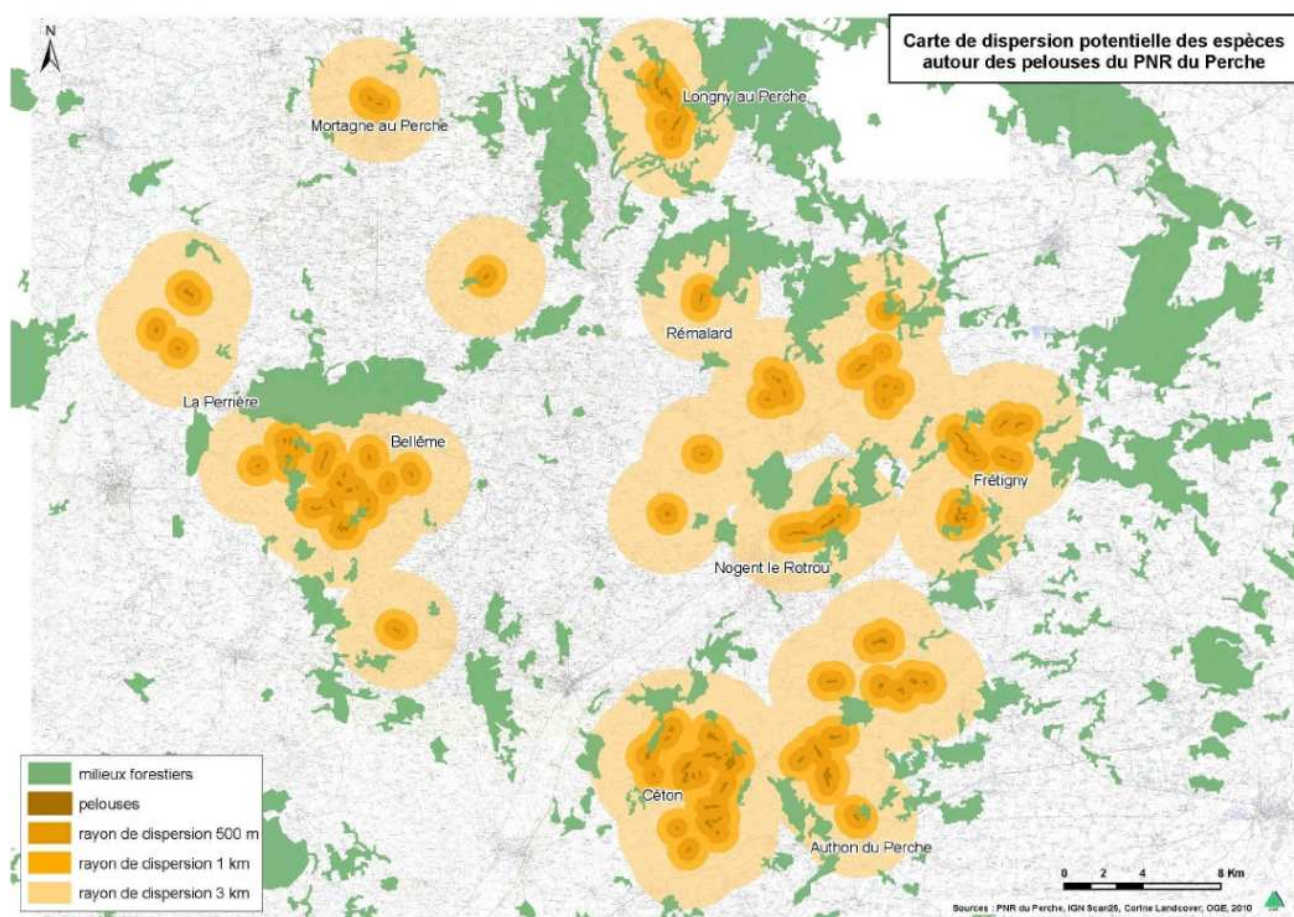 N
Carte de dispersion potentielle des espèces
autour des pelouses du PNR du Perche
Longny au Perche
Mortagne au Perche
Rémalard
La Perrière
Bellême
Frétigny
Nogent le Rotrou
Céton
Authon du Perche
milieux forestiers
pelouses
rayon de dispersion 500 m
rayon de dispersion 1 km
rayon de dispersion 3 km
0 2 4 8 Km
Sources : PNR du Perche, IGN Scan25, Corine Landcover, OGE, 2010